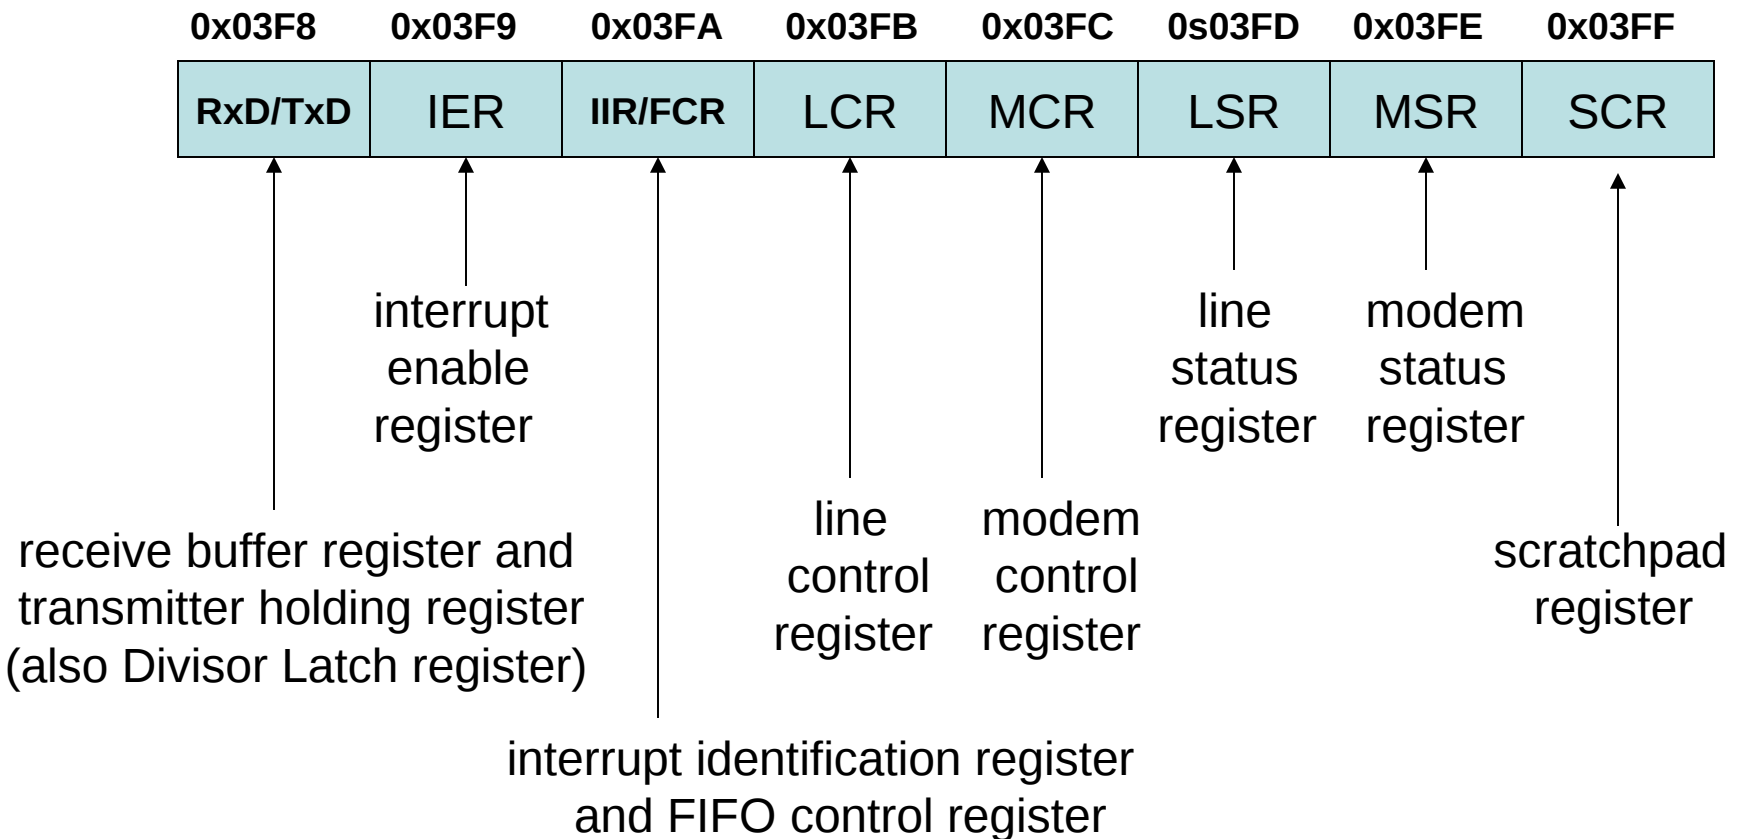 0x03F8 0x03F9 0x03FA 0x03FB 0x03FC 0s03FD 0x03FE 0x03FF
RxD/TxD IER IIR/FCR LCR MCR LSR MSR SCR
interrupt
enable
register
line
status
register
modem
status
register
line
control
register
modem
control
register
receive buffer register and
transmitter holding register
(also Divisor Latch register)
scratchpad
register
interrupt identification register
and FIFO control register